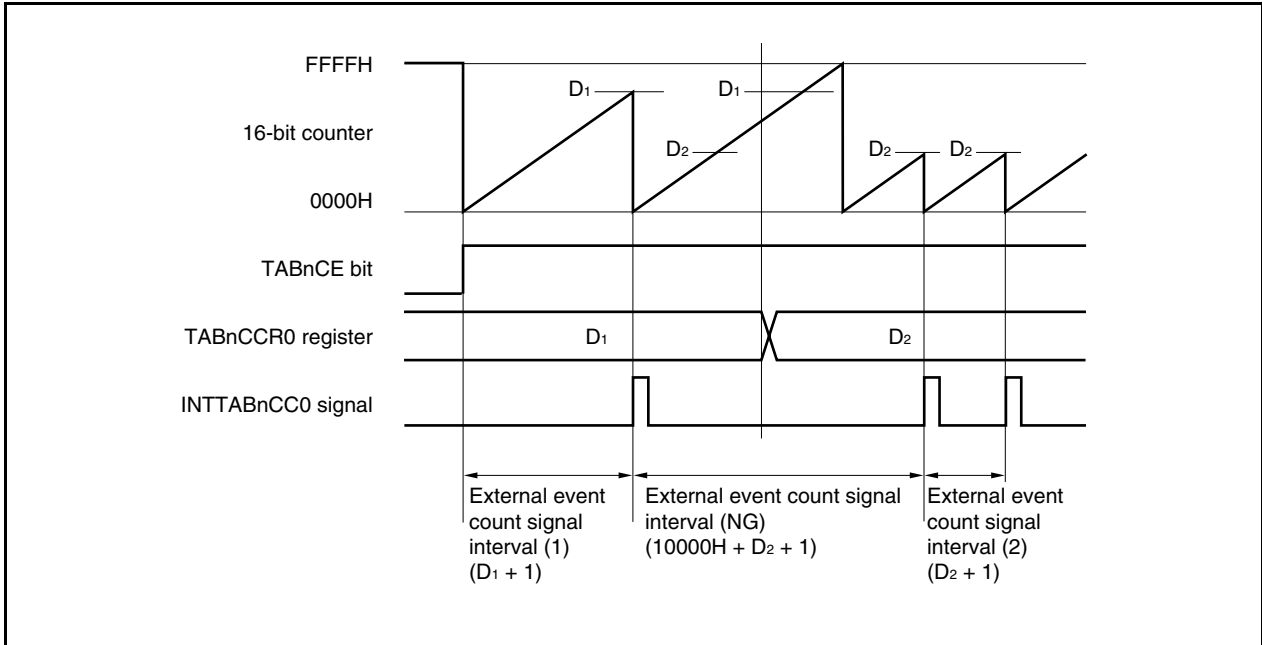 FFFFH
D1
D1
16-bit counter
D2
D2
D2
0000H
TABnCE bit
TABnCCR0 register
D1
D2
INTTABnCC0 signal
External event
count signal
interval (1)
(D1 + 1)
External event count signal
interval (NG)
(10000H + D2 + 1)
External event
count signal
interval (2)
(D2 + 1)